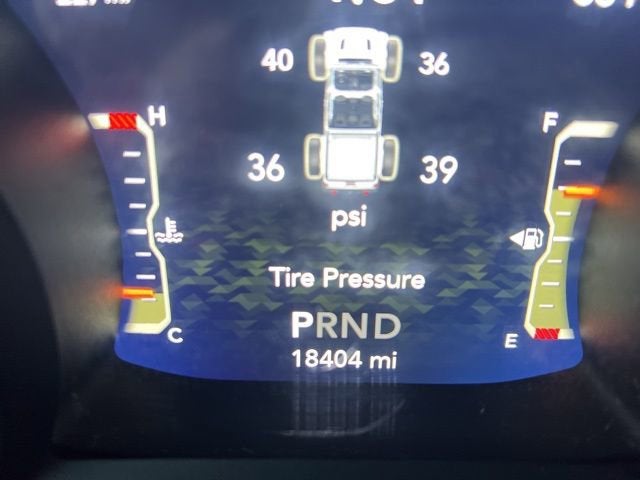 40 36
H F
36 39
psi
Tire Pressure
PRND
C E
18404 mi